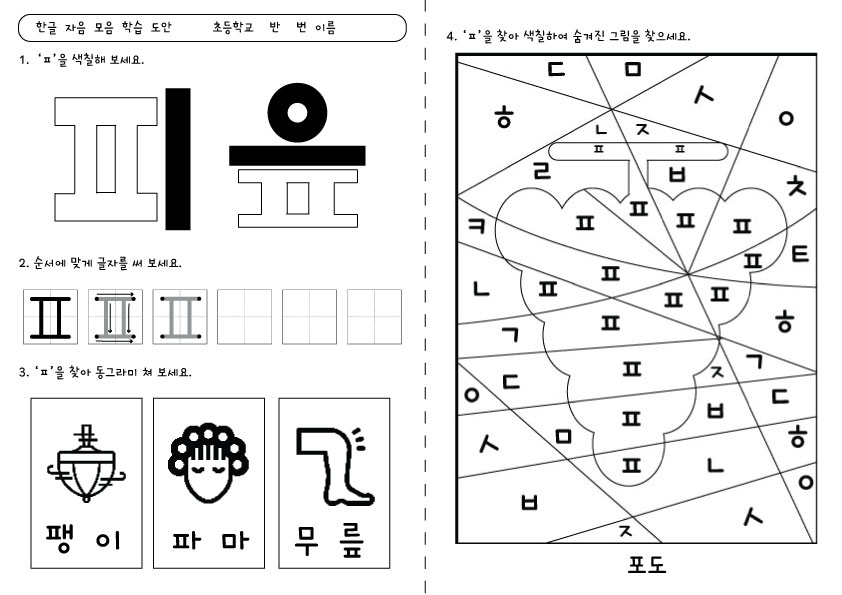 한글 자음 모음 학습 도안 초등학교 반 번 이름
1. ‘ㅍ’을 색칠해 보세요.
파 읖
2. 순서에 맞게 글자를 써 보세요.
ㅍ ㅍ ㅍ
3. ‘ㅍ’을 찾아 동그라미 쳐 보세요.
팽 이
파 마
무 릎
4. ‘ㅍ’을 찾아 색칠하여 숨겨진 그림을 찾으세요.
ㄷ ㅁ
ㅅ
ㅎ ㅇ
ㄴ ㅈ
ㅍ ㅍ
ㄹ ㅂ
ㅊ
ㅋ ㅍ ㅍ ㅍ ㅍ
ㅍ ㅌ
ㅍ
ㄴ ㅍ ㅍ ㅍ
ㄱ ㅍ ㅎ
ㄷ ㅍ ㅈ ㄱ
ㅇ ㅍ ㅂ ㄷ
ㅅ ㅁ ㅎ
ㅍ ㄴ
ㅇ
ㅂ ㅅ
ㅈ
포도